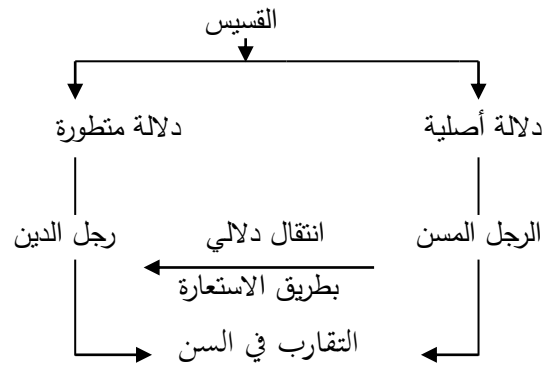 القسيس
دلالة أصلية
دلالة متطورة
الرجل المسن
انتقال دلالي
رجل الدين
بطريق الاستعارة
التقارب في السن